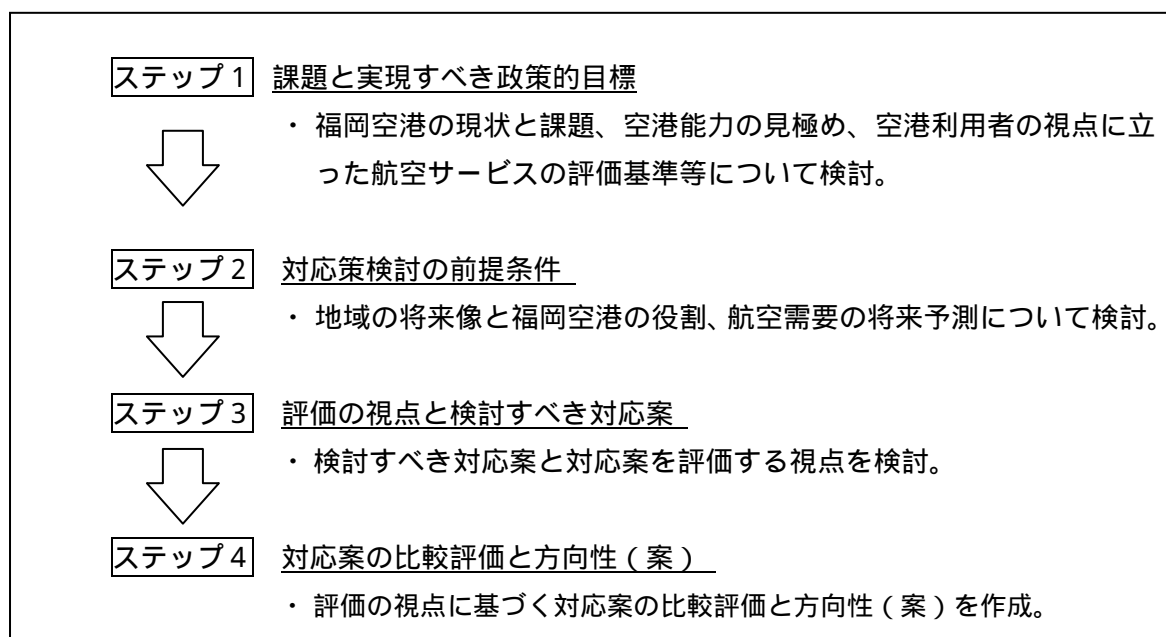 ステップ1 課題と実現すべき政策的目標
・ 福岡空港の現状と課題、空港能力の見極め、空港利用者の視点に立
った航空サービスの評価基準等について検討。
ステップ2 対応策検討の前提条件
・ 地域の将来像と福岡空港の役割、航空需要の将来予測について検討。
ステップ3 評価の視点と検討すべき対応案
・ 検討すべき対応案と対応案を評価する視点を検討。
ステップ4 対応案の比較評価と方向性(案)
・ 評価の視点に基づく対応案の比較評価と方向性(案)を作成。